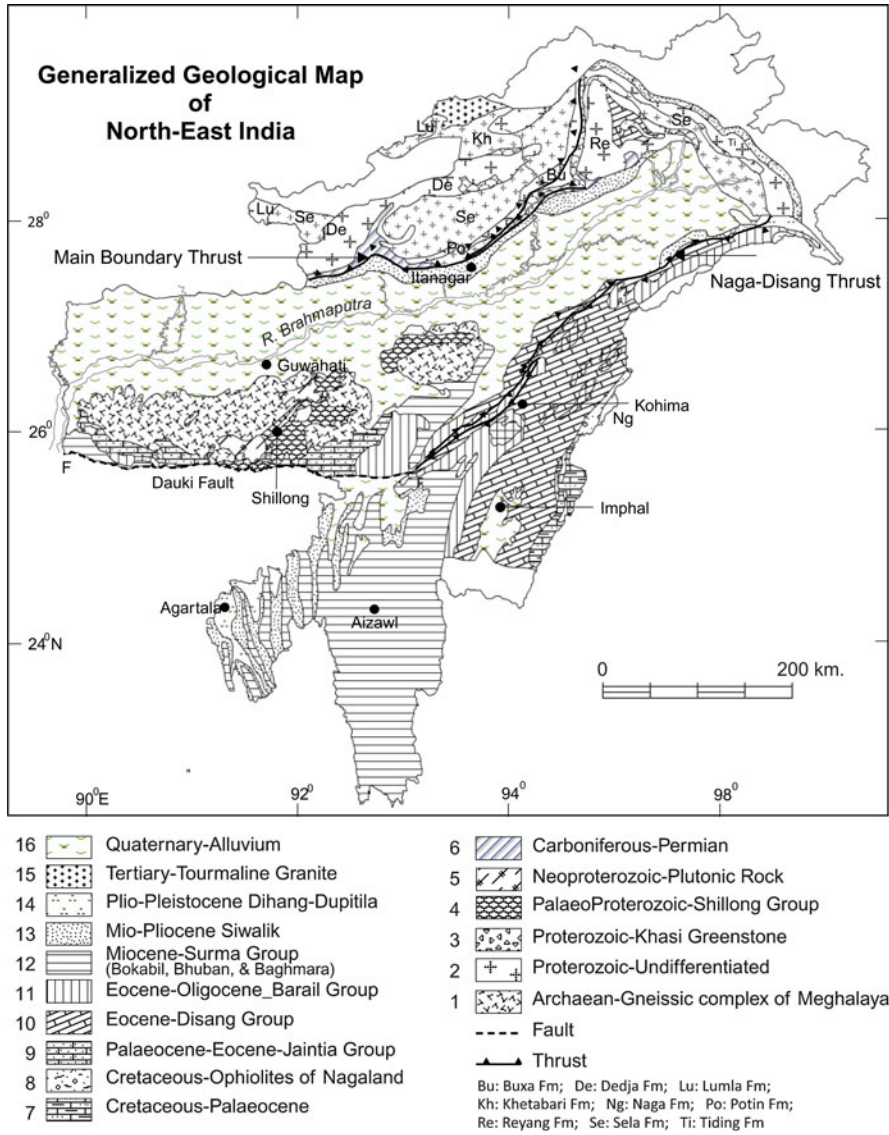 Generalized Geological Map
of
North-East India
Lu
Kh
Se
Ti
Re
De
Bu
Lu
Se
De
Se
28⁰
Po
Main Boundary Thrust
Itanagar
Naga-Disang Thrust
R. Brahmaputra
Guwahati
Kohima
Ng
26⁰
F
Dauki Fault
Shillong
Imphal
Agartala
Aizawl
24⁰N
0 200 km.
90⁰E 92⁰ 94⁰ 98⁰
16 Quaternary-Alluvium
15 Tertiary-Tourmaline Granite
14 Plio-Pleistocene Dihang-Dupitila
13 Mio-Pliocene Siwalik
12 Miocene-Surma Group
(Bokabil, Bhuban, & Baghmara)
11 Eocene-Oligocene_Barail Group
10 Eocene-Disang Group
9 Palaeocene-Eocene-Jaintia Group
8 Cretaceous-Ophiolites of Nagaland
7 Cretaceous-Palaeocene
6 Carboniferous-Permian
5 Neoproterozoic-Plutonic Rock
4 PalaeoProterozoic-Shillong Group
3 Proterozoic-Khasi Greenstone
2 Proterozoic-Undifferentiated
1 Archaean-Gneissic complex of Meghalaya
Fault
Thrust
Bu: Buxa Fm; De: Dedja Fm; Lu: Lumla Fm;
Kh: Khetabari Fm; Ng: Naga Fm; Po: Potin Fm;
Re: Reyang Fm; Se: Sela Fm; Ti: Tiding Fm